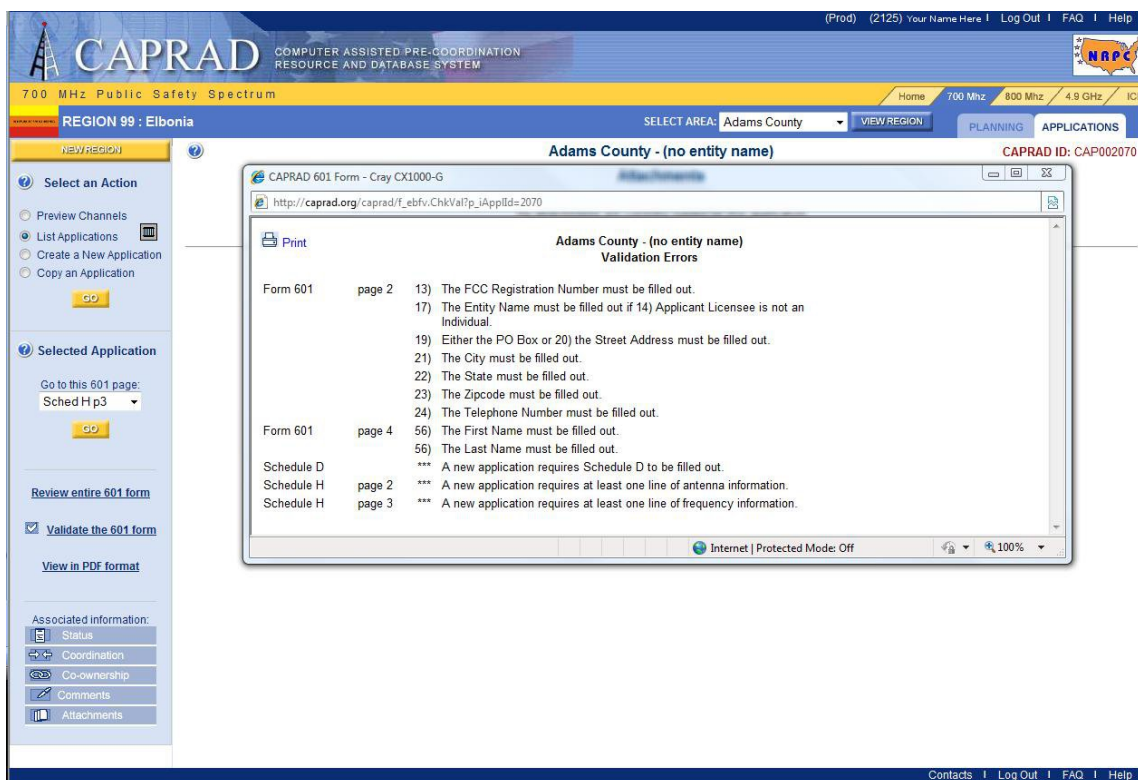 (Prod) (2125) Your Name Here | Log Out | FAQ | Help
CAPRAD COMPUTER ASSISTED PRE-COORDINATION
RESOURCE AND DATABASE SYSTEM
NRPC
700 MHz Public Safety Spectrum
Home 700 Mhz 800 Mhz 4.9 GHz
REGION 99 : Elbonia
SELECT AREA: Adams County VIEW REGION PLANNING APPLICATIONS
NEW REGION
Adams County - (no entity name)
CAPRAD ID: CAP002070
Select an Action
Preview Channels
List Applications
Create a New Application
Copy an Application
GO
Selected Application
Go to this 601 page:
Sched H p3
GO
Review entire 601 form
Validate the 601 form
View in PDF format
Associated information:
Status
Coordination
Co-ownership
Comments
Attachments
Attachments
CAPRAD 601 Form - Cray CX1000-G
http://caprad.org/caprad/f_ebfv.ChkVal?p_iApplId=2070
Print
Adams County - (no entity name)
Validation Errors
Form 601 page 2 13) The FCC Registration Number must be filled out.
17) The Entity Name must be filled out if 14) Applicant Licensee is not an
Individual.
19) Either the PO Box or 20) the Street Address must be filled out.
21) The City must be filled out.
22) The State must be filled out.
23) The Zipcode must be filled out.
24) The Telephone Number must be filled out.
Form 601 page 4 56) The First Name must be filled out.
56) The Last Name must be filled out.
Schedule D *** A new application requires Schedule D to be filled out.
Schedule H page 2 *** A new application requires at least one line of antenna information.
Schedule H page 3 *** A new application requires at least one line of frequency information.
Internet | Protected Mode: Off 100%
Contacts | Log Out | FAQ | Help